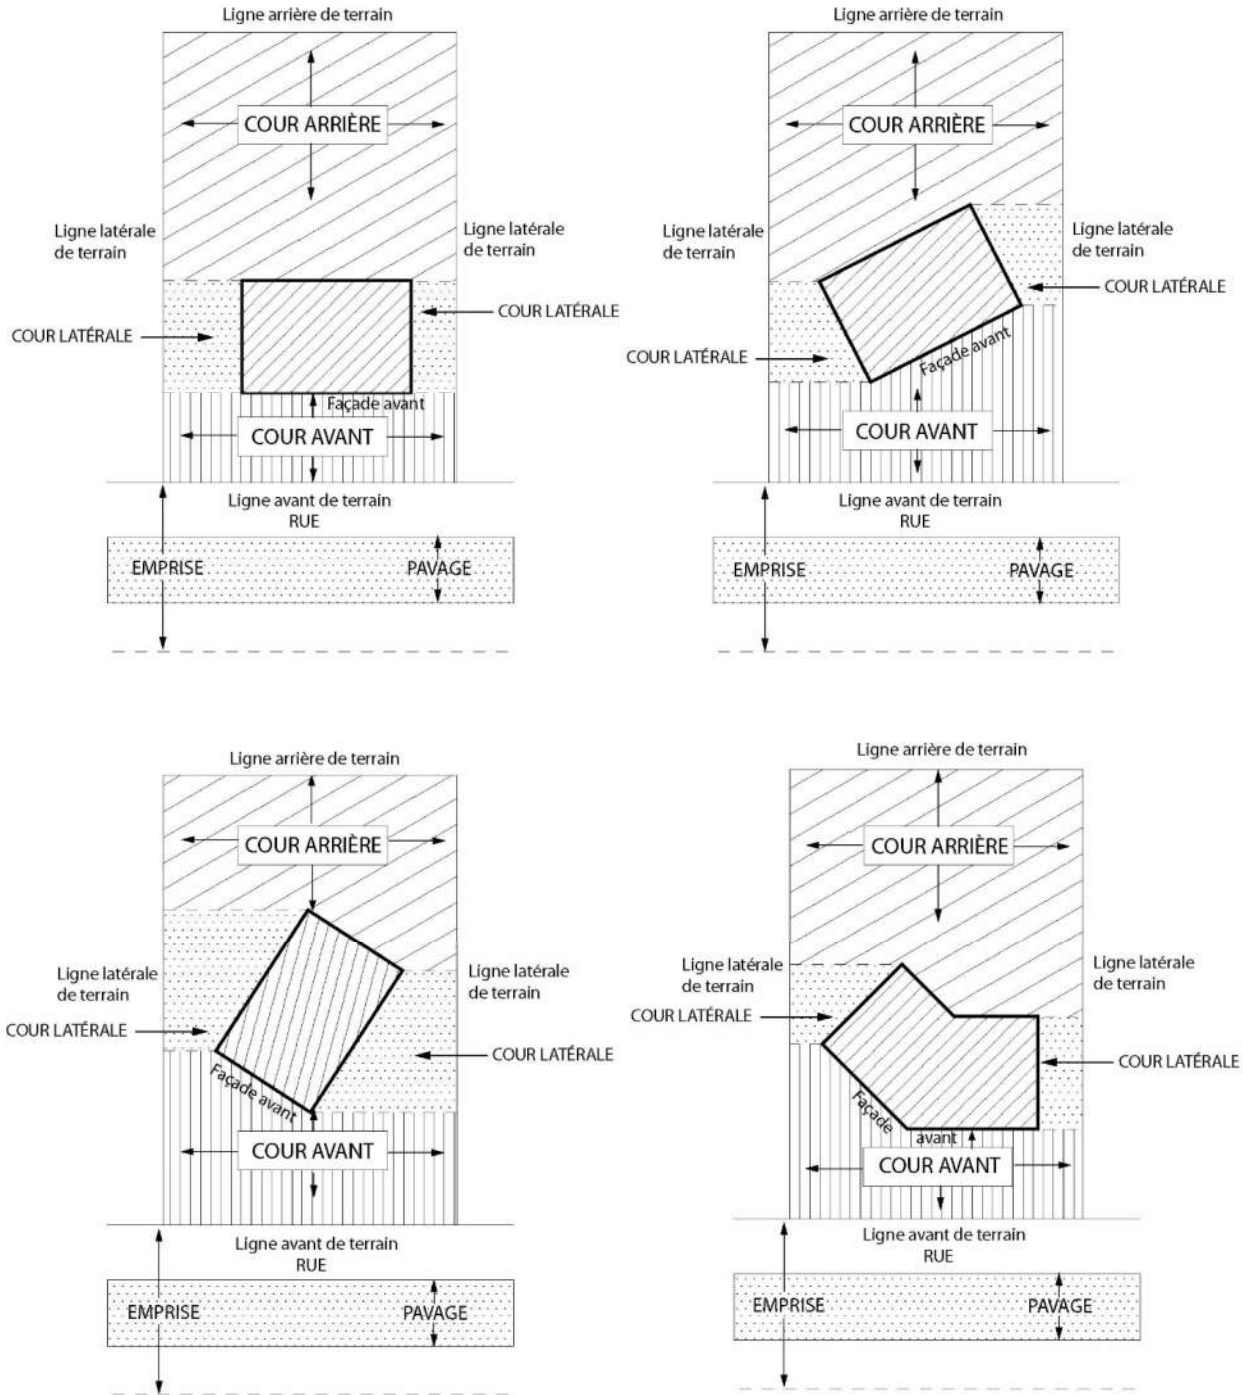 Ligne arrière de terrain
COUR ARRIÈRE
Ligne latérale
de terrain
Ligne latérale
de terrain
COUR LATÉRALE
COUR LATÉRALE
Façade avant
COUR AVANT
Ligne avant de terrain
RUE
EMPRISE
PAVAGE
Ligne arrière de terrain
COUR ARRIÈRE
Ligne latérale
de terrain
Ligne latérale
de terrain
COUR LATÉRALE
COUR LATÉRALE
Façade avant
COUR AVANT
Ligne avant de terrain
RUE
EMPRISE
PAVAGE
Ligne arrière de terrain
COUR ARRIÈRE
Ligne latérale
de terrain
Ligne latérale
de terrain
COUR LATÉRALE
COUR LATÉRALE
Façade avant
COUR AVANT
Ligne avant de terrain
RUE
EMPRISE
PAVAGE
Ligne arrière de terrain
COUR ARRIÈRE
Ligne latérale
de terrain
Ligne latérale
de terrain
COUR LATÉRALE
COUR LATÉRALE
Façade
avant
COUR AVANT
Ligne avant de terrain
RUE
EMPRISE
PAVAGE